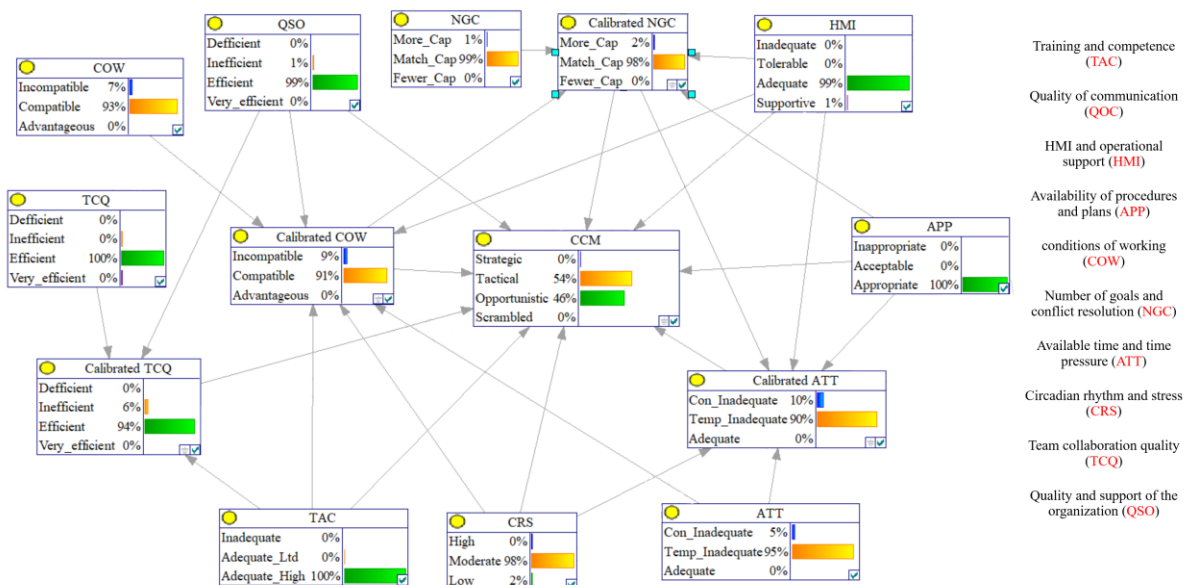 QSO
Defficient 0%
Inefficient 1%
Efficient 99%
Very_efficient 0%
NGC
More_Cap 1%
Match_Cap 99%
Fewer_Cap 0%
Calibrated NGC
More_Cap 2%
Match_Cap 98%
Fewer_Cap 0%
HMI
Inadequate 0%
Tolerable 0%
Adequate 99%
Supportive 1%
COW
Incompatible 7%
Compatible 93%
Advantageous 0%
TCQ
Defficient 0%
Inefficient 0%
Efficient 100%
Very_efficient 0%
Calibrated COW
Incompatible 9%
Compatible 91%
Advantageous 0%
CCM
Strategic 0%
Tactical 54%
Opportunistic 46%
Scrambled 0%
APP
Inappropriate 0%
Acceptable 0%
Appropriate 100%
Calibrated TCQ
Defficient 0%
Inefficient 6%
Efficient 94%
Very_efficient 0%
Calibrated ATT
Con_Inadequate 10%
Temp_Inadequate 90%
Adequate 0%
TAC
Inadequate 0%
Adequate_Ltd 0%
Adequate_High 100%
CRS
High 0%
Moderate 98%
Low 2%
ATT
Con_Inadequate 5%
Temp_Inadequate 95%
Adequate 0%
Training and competence
(TAC)
Quality of communication
(QOC)
HMI and operational
support (HMI)
Availability of procedures
and plans (APP)
conditions of working
(COW)
Number of goals and
conflict resolution (NGC)
Available time and time
pressure (ATT)
Circadian rhythm and stress
(CRS)
Team collaboration quality
(TCQ)
Quality and support of the
organization (QSO)